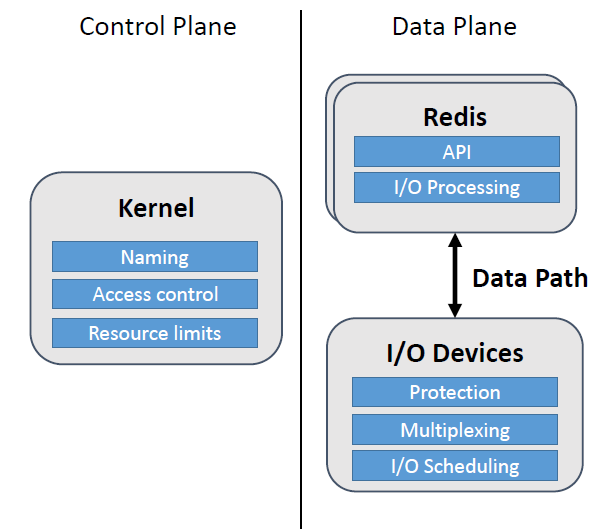 Control Plane
Data Plane
Kernel
Naming
Access control
Resource limits
Redis
API
I/O Processing
Data Path
I/O Devices
Protection
Multiplexing
I/O Scheduling